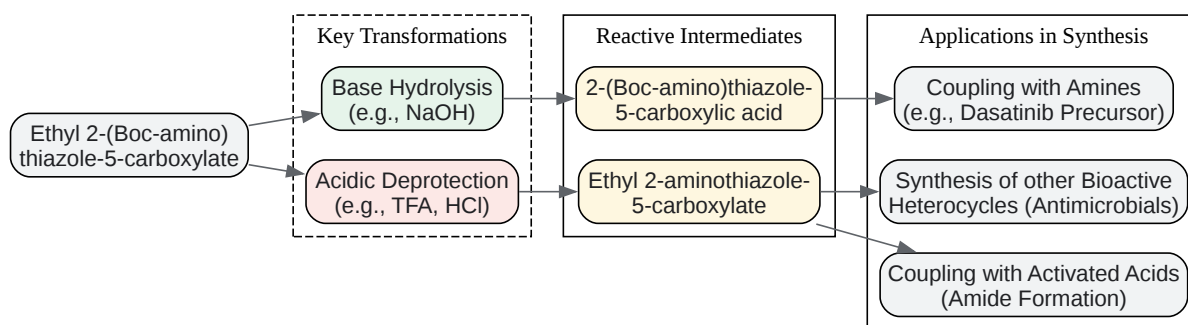 Key Transformations
Reactive Intermediates
Applications in Synthesis
Ethyl 2-(Boc-amino)
thiazole-5-carboxylate
Base Hydrolysis
(e.g., NaOH)
2-(Boc-amino)thiazole-
5-carboxylic acid
Coupling with Amines
(e.g., Dasatinib Precursor)
Acidic Deprotection
(e.g., TFA, HCl)
Ethyl 2-aminothiazole-
5-carboxylate
Synthesis of other Bioactive
Heterocycles (Antimicrobials)
Coupling with Activated Acids
(Amide Formation)